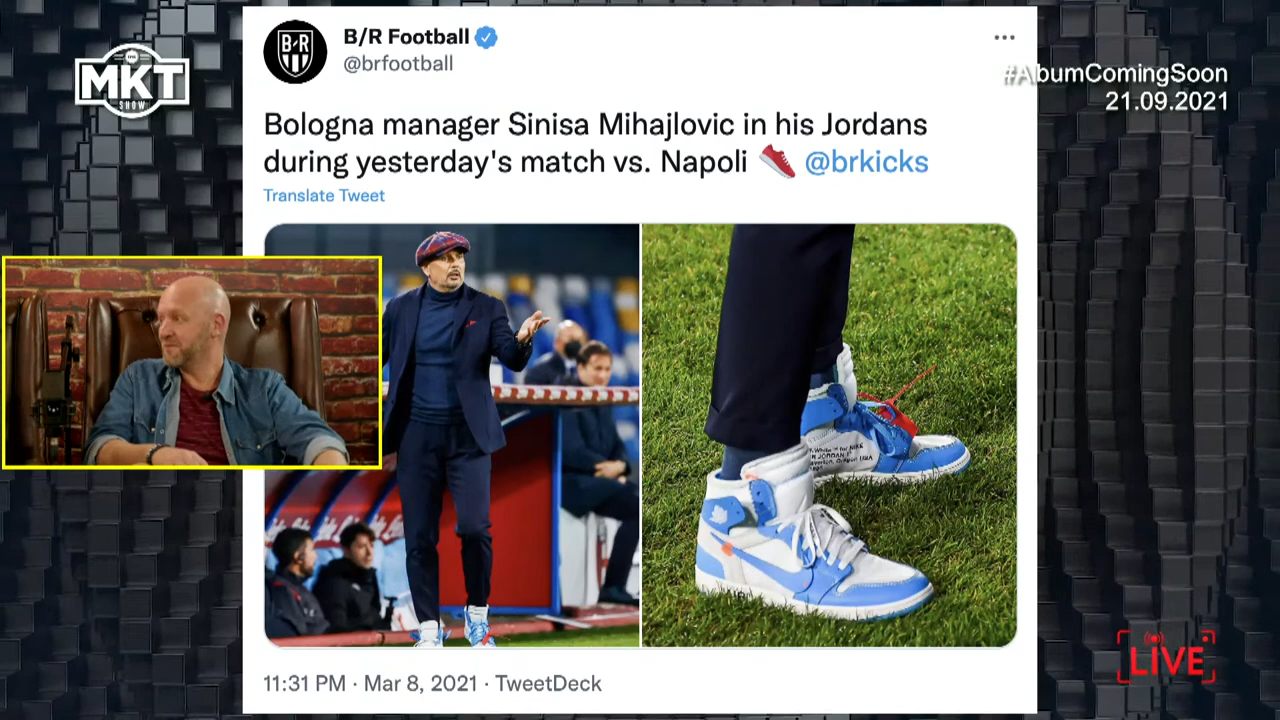 THE
MKT
SHOW
B/R Football
@brfootball
#AlbumComingSoon
21.09.2021
Bologna manager Sinisa Mihajlovic in his Jordans
during yesterday's match vs. Napoli @brkicks
Translate Tweet
11:31 PM · Mar 8, 2021 · TweetDeck
LIVE